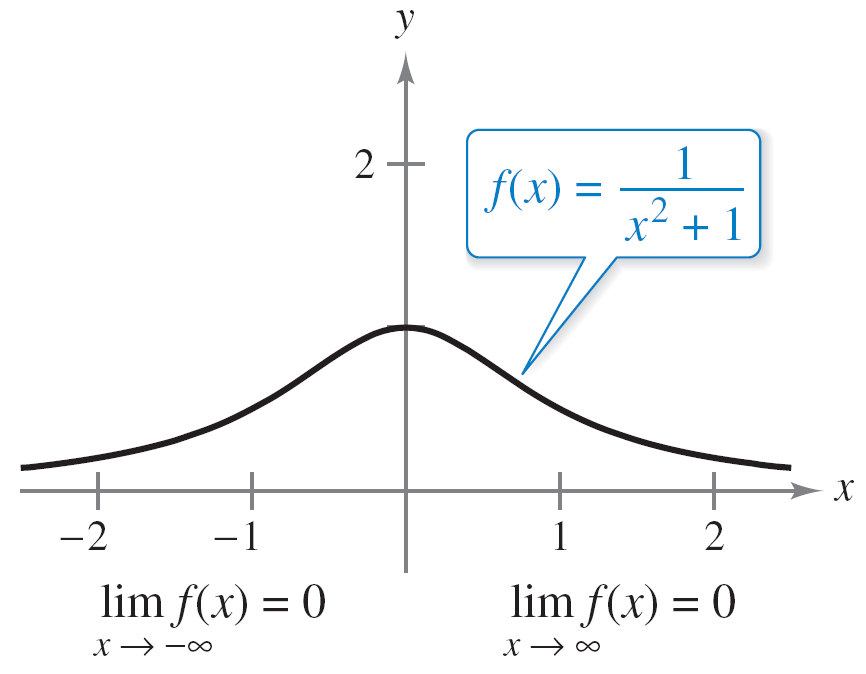 y
2
f(x) = 1
x² + 1
x
−2 −1 1 2
lim f(x) = 0 lim f(x) = 0
x → −∞ x → ∞